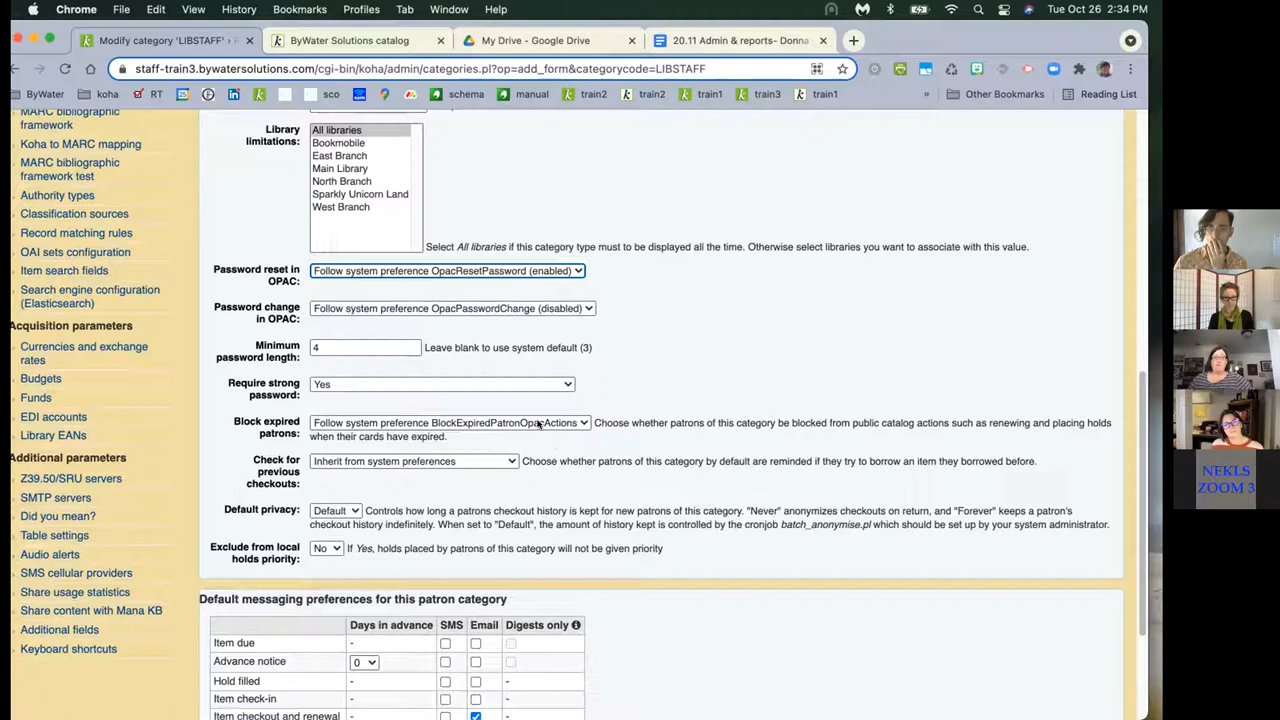 Chrome File Edit View History Bookmarks Profiles Tab Window Help Tue Oct 26 2:34 PM
Modify category 'LIBSTAFF' › ByWater Solutions catalog My Drive - Google Drive 20.11 Admin & reports- Donna
staff-train3.bywatersolutions.com/cgi-bin/koha/admin/categories.pl?op=add_form&categorycode=LIBSTAFF
ByWater koha RT sco schema manual train2 train2 train1 train3 train1 » Other Bookmarks Reading List
MARC bibliographic
framework
Koha to MARC mapping
MARC bibliographic
framework test
Authority types
Classification sources
Record matching rules
OAI sets configuration
Item search fields
Search engine configuration
(Elasticsearch)
Acquisition parameters
Currencies and exchange
rates
Budgets
Funds
EDI accounts
Library EANs
Additional parameters
Z39.50/SRU servers
SMTP servers
Did you mean?
Table settings
Audio alerts
SMS cellular providers
Share usage statistics
Share content with Mana KB
Additional fields
Keyboard shortcuts
Library
limitations:
All libraries
Bookmobile
East Branch
Main Library
North Branch
Sparkly Unicorn Land
West Branch
Select All libraries if this category type must to be displayed all the time. Otherwise select libraries you want to associate with this value.
Password reset in
OPAC:
Follow system preference OpacResetPassword (enabled)
Password change
in OPAC:
Follow system preference OpacPasswordChange (disabled)
Minimum
password length:
4 Leave blank to use system default (3)
Require strong
password:
Yes
Block expired
patrons:
Follow system preference BlockExpiredPatronOpacActions Choose whether patrons of this category be blocked from public catalog actions such as renewing and placing holds
when their cards have expired.
Check for
previous
checkouts:
Inherit from system preferences Choose whether patrons of this category by default are reminded if they try to borrow an item they borrowed before.
Default privacy: Default Controls how long a patrons checkout history is kept for new patrons of this category. "Never" anonymizes checkouts on return, and "Forever" keeps a patron's
checkout history indefinitely. When set to "Default", the amount of history kept is controlled by the cronjob batch_anonymise.pl which should be set up by your system administrator.
Exclude from local
holds priority:
No If Yes, holds placed by patrons of this category will not be given priority
Default messaging preferences for this patron category
Days in advance SMS Email Digests only
Item due -
Advance notice 0
Hold filled - -
Item check-in - -
Item checkout and renewal - -
NEKLS
ZOOM 3